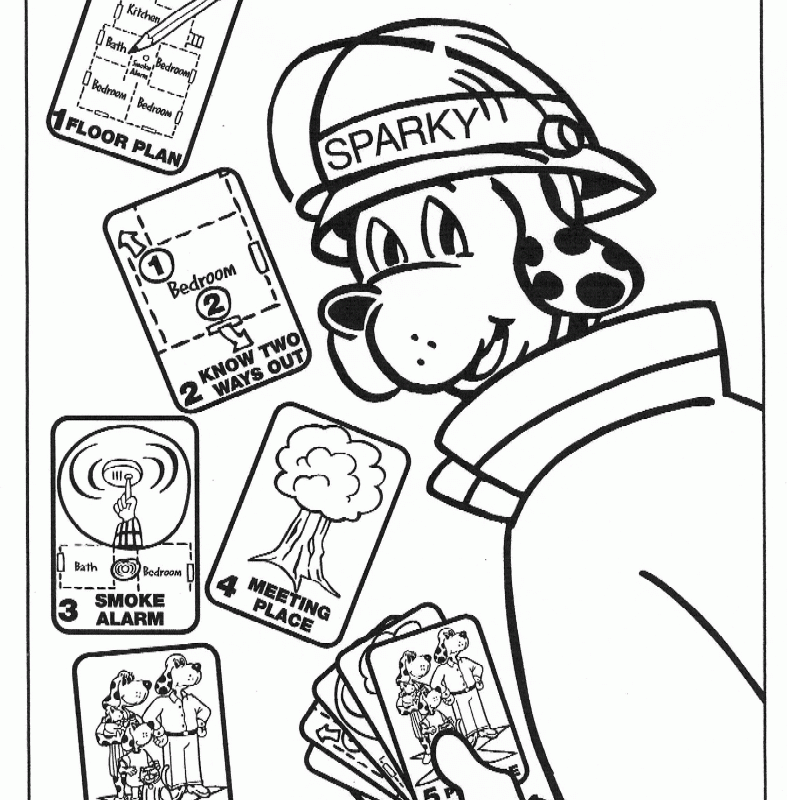 Kitchen
Bath
Smoke
Alarm
Bedroom
Bedroom
Bedroom
1 FLOOR PLAN
SPARKY
1
Bedroom
2
2 KNOW TWO
WAYS OUT
Bath
Bedroom
3 SMOKE
ALARM
4 MEETING
PLACE
5